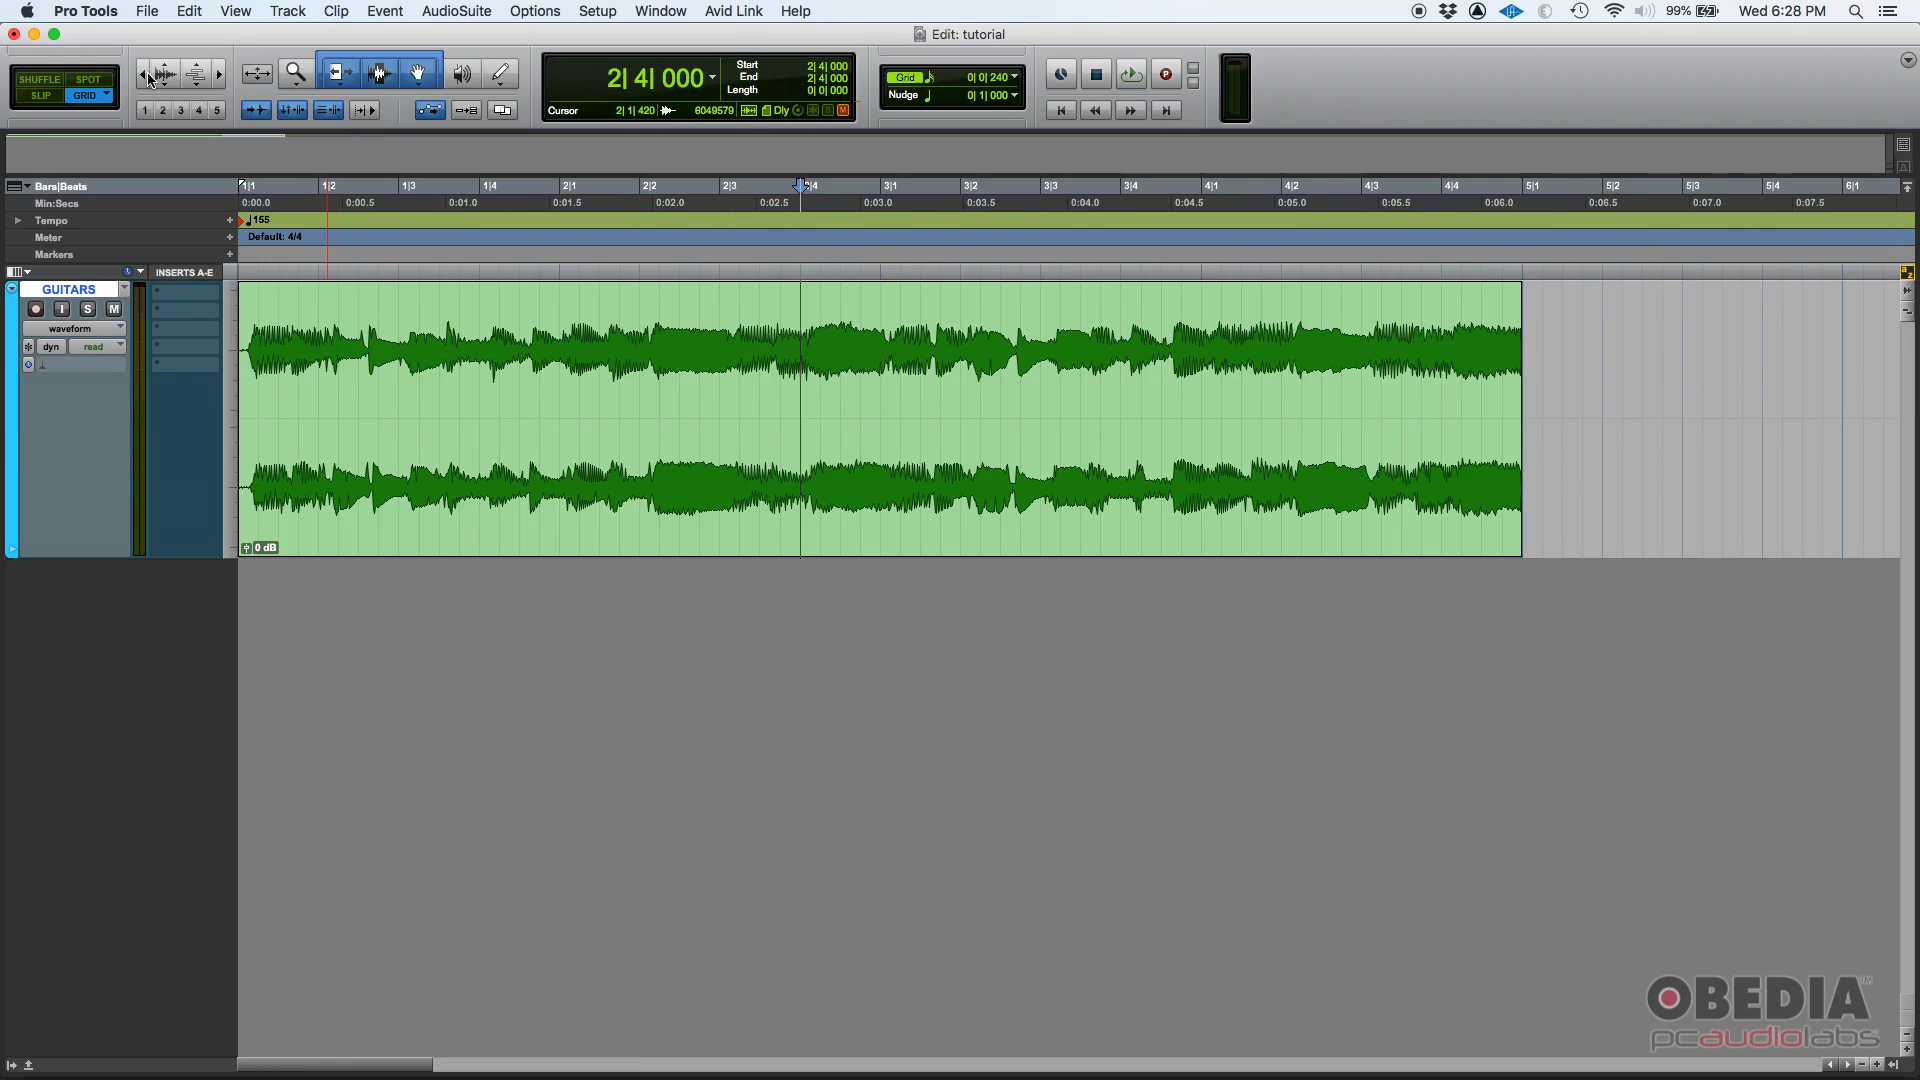 Pro Tools File Edit View Track Clip Event AudioSuite Options Setup Window Avid Link Help 99% Wed 6:28 PM
Edit: tutorial
SHUFFLE SPOT
SLIP GRID
1 2 3 4 5
2| 4| 000
Start 2| 4| 000
End 2| 4| 000
Length 0| 0| 000
Cursor 2| 1| 420 6049579 Dly S M
Grid 0| 0| 240
Nudge 0| 1| 000
P
Bars|Beats 1|1 1|2 1|3 1|4 2|1 2|2 2|3 2|4 3|1 3|2 3|3 3|4 4|1 4|2 4|3 4|4 5|1 5|2 5|3 5|4 6|1
Min:Secs 0:00.0 0:00.5 0:01.0 0:01.5 0:02.0 0:02.5 0:03.0 0:03.5 0:04.0 0:04.5 0:05.0 0:05.5 0:06.0 0:06.5 0:07.0 0:07.5
Tempo + 155
Meter + Default: 4/4
Markers +
INSERTS A-E
a z
GUITARS
I S M
waveform
dyn read
0 dB
OBEDIA™
pcaudiolabs